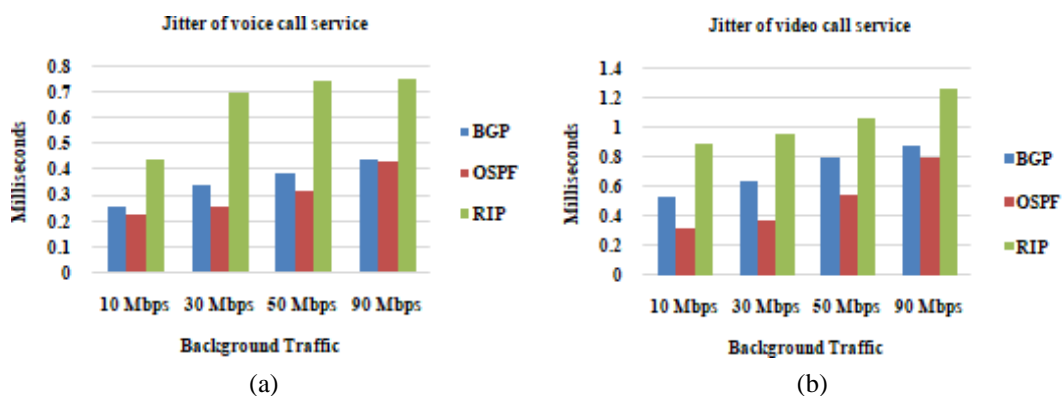 Jitter of voice call service
0.8
0.7
0.6
0.5
0.4
0.3
0.2
0.1
0
Milliseconds
10 Mbps 30 Mbps 50 Mbps 90 Mbps
Background Traffic
BGP
OSPF
RIP
(a)
Jitter of video call service
1.4
1.2
1
0.8
0.6
0.4
0.2
0
Milliseconds
10 Mbps 30 Mbps 50 Mbps 90 Mbps
Background Traffic
BGP
OSPF
RIP
(b)